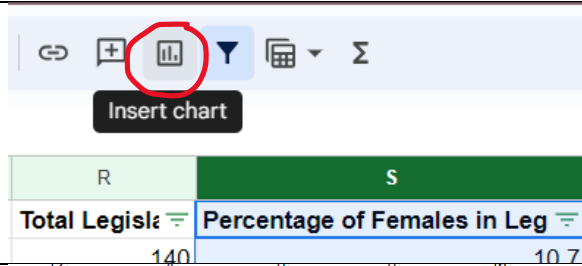 Σ
Insert chart
R S
Total Legisla Percentage of Females in Leg
140 10.7